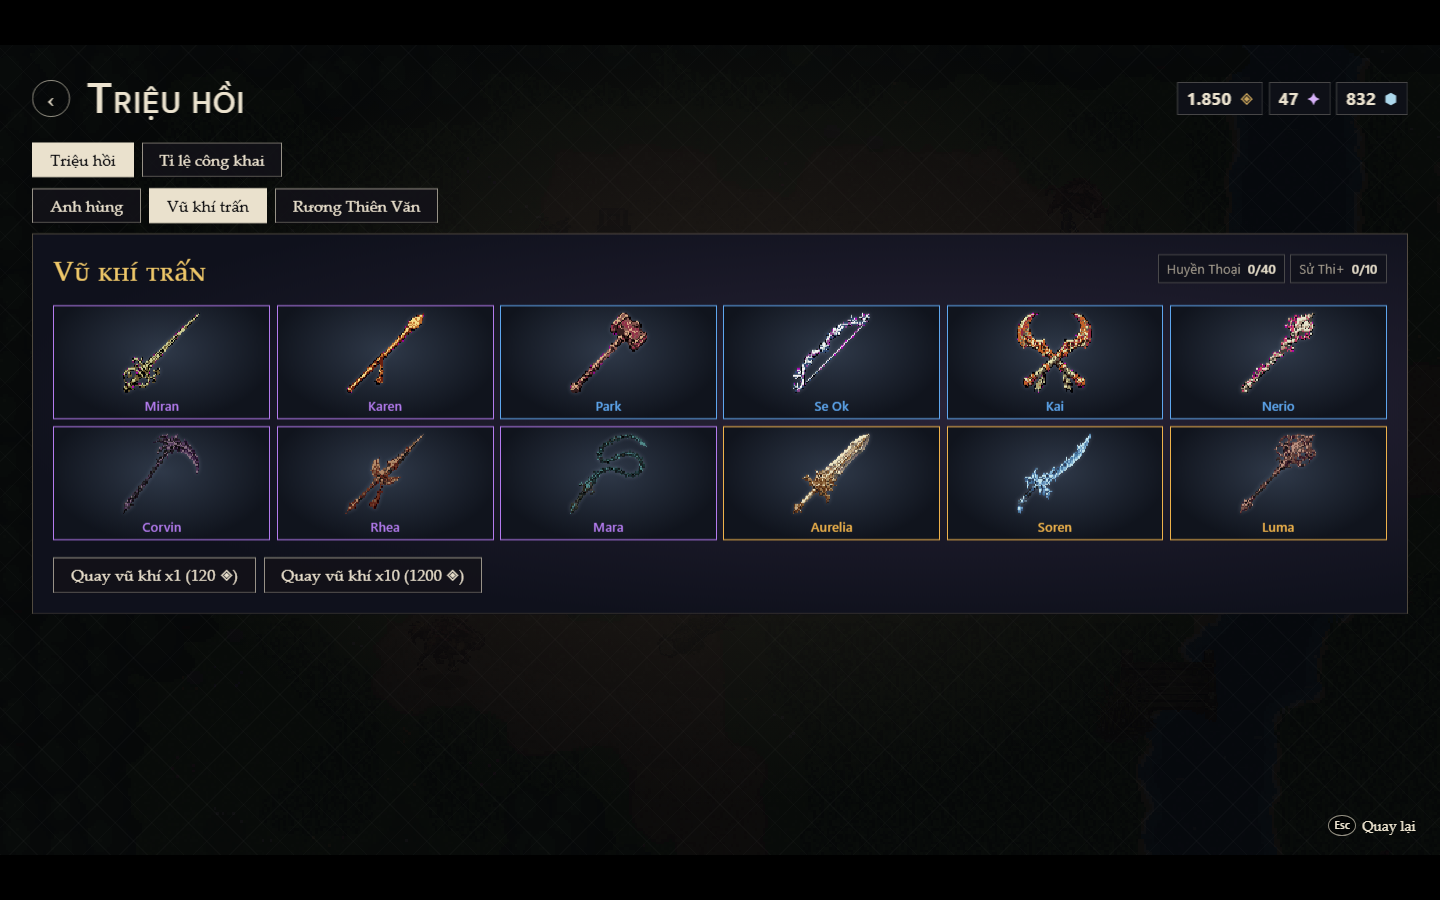 ‹ Triệu hồi
1.850 47 832
Triệu hồi Tỉ lệ công khai
Anh hùng Vũ khí trấn Rương Thiên Văn
Vũ khí trấn
Huyền Thoại 0/40 Sử Thi+ 0/10
Miran Karen Park Se Ok Kai Nerio
Corvin Rhea Mara Aurelia Soren Luma
Quay vũ khí x1 (120 ◈) Quay vũ khí x10 (1200 ◈)
Esc Quay lại